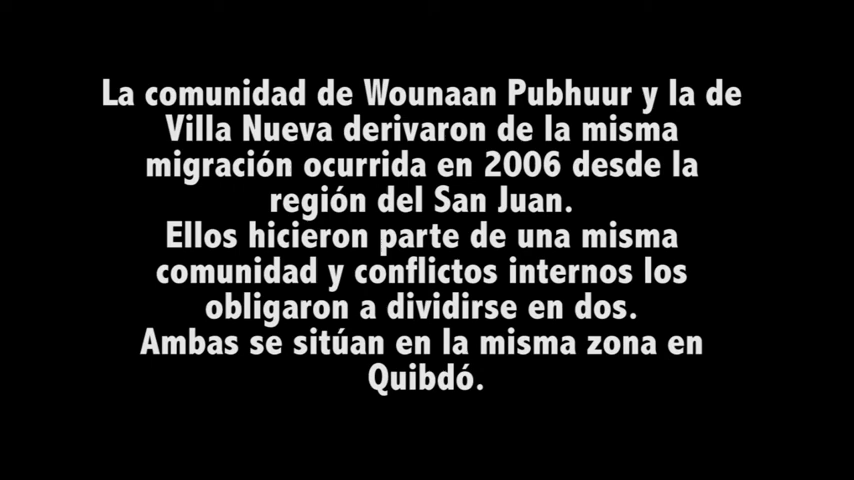 La comunidad de Wounaan Pubhuur y la de
Villa Nueva derivaron de la misma
migración ocurrida en 2006 desde la
región del San Juan.
Ellos hicieron parte de una misma
comunidad y conflictos internos los
obligaron a dividirse en dos.
Ambas se sitúan en la misma zona en
Quibdó.